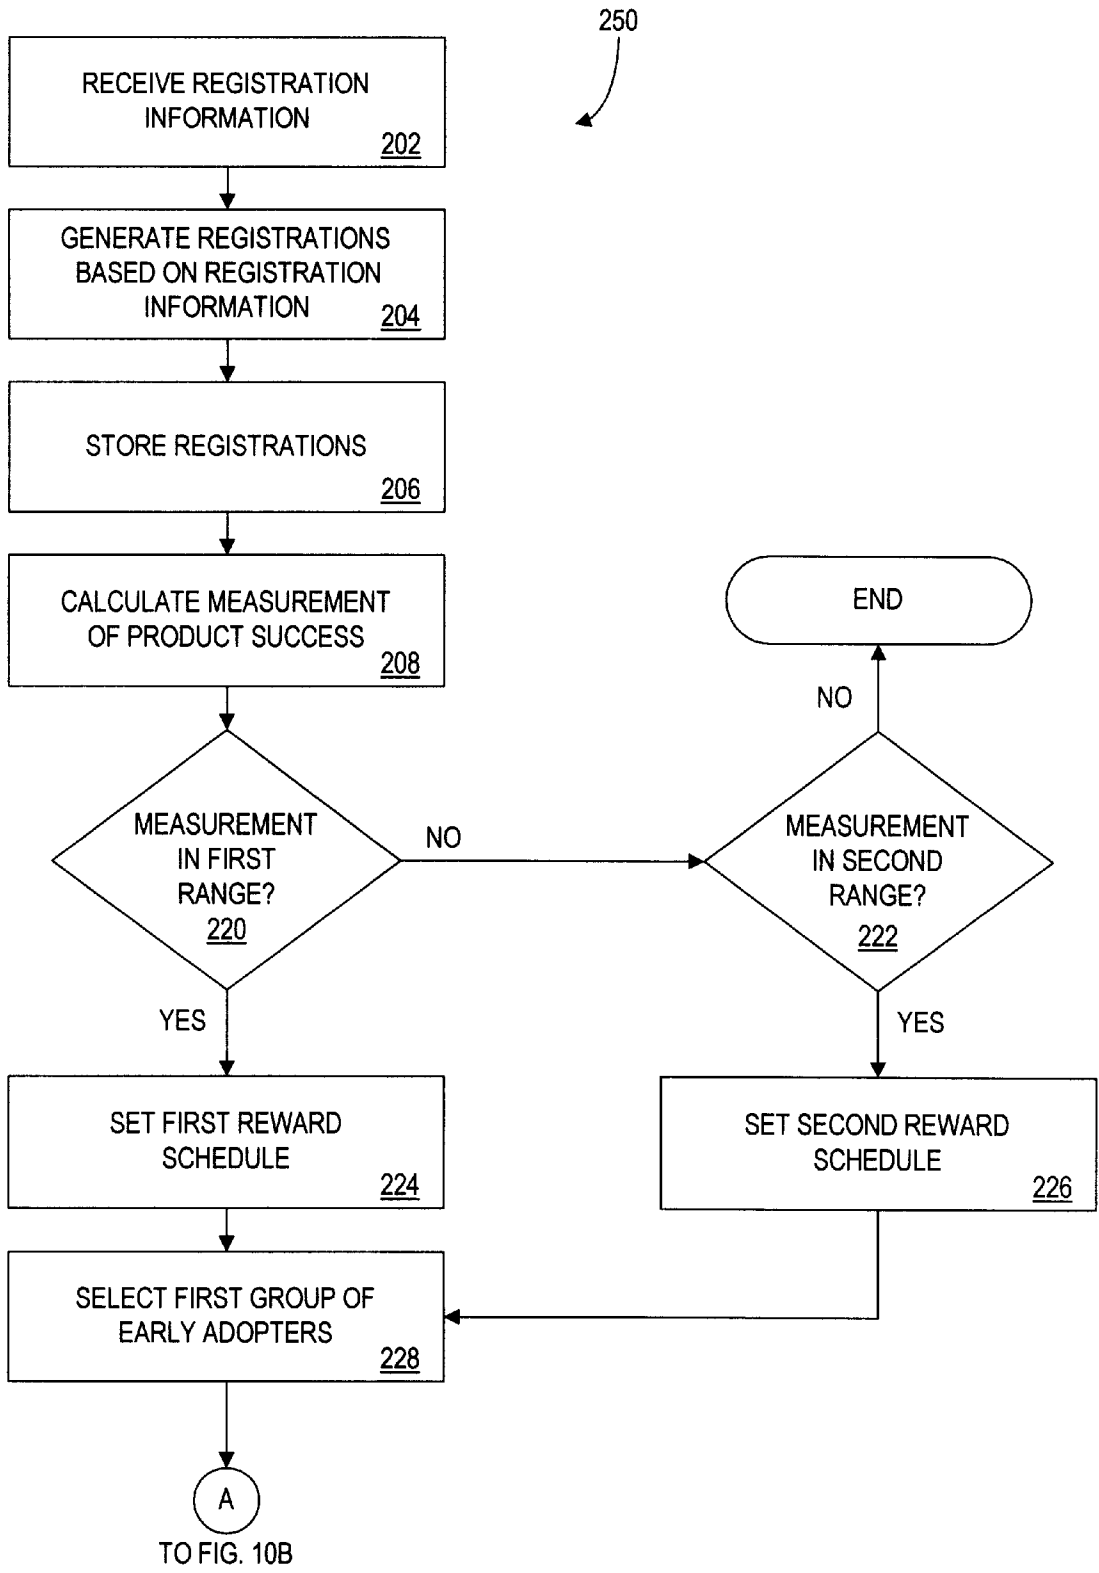 250
RECEIVE REGISTRATION
INFORMATION
202
GENERATE REGISTRATIONS
BASED ON REGISTRATION
INFORMATION
204
STORE REGISTRATIONS
206
CALCULATE MEASUREMENT
OF PRODUCT SUCCESS
208
END
NO
MEASUREMENT
IN FIRST
RANGE?
220
NO
MEASUREMENT
IN SECOND
RANGE?
222
YES
YES
SET FIRST REWARD
SCHEDULE
224
SET SECOND REWARD
SCHEDULE
226
SELECT FIRST GROUP OF
EARLY ADOPTERS
228
A
TO FIG. 10B